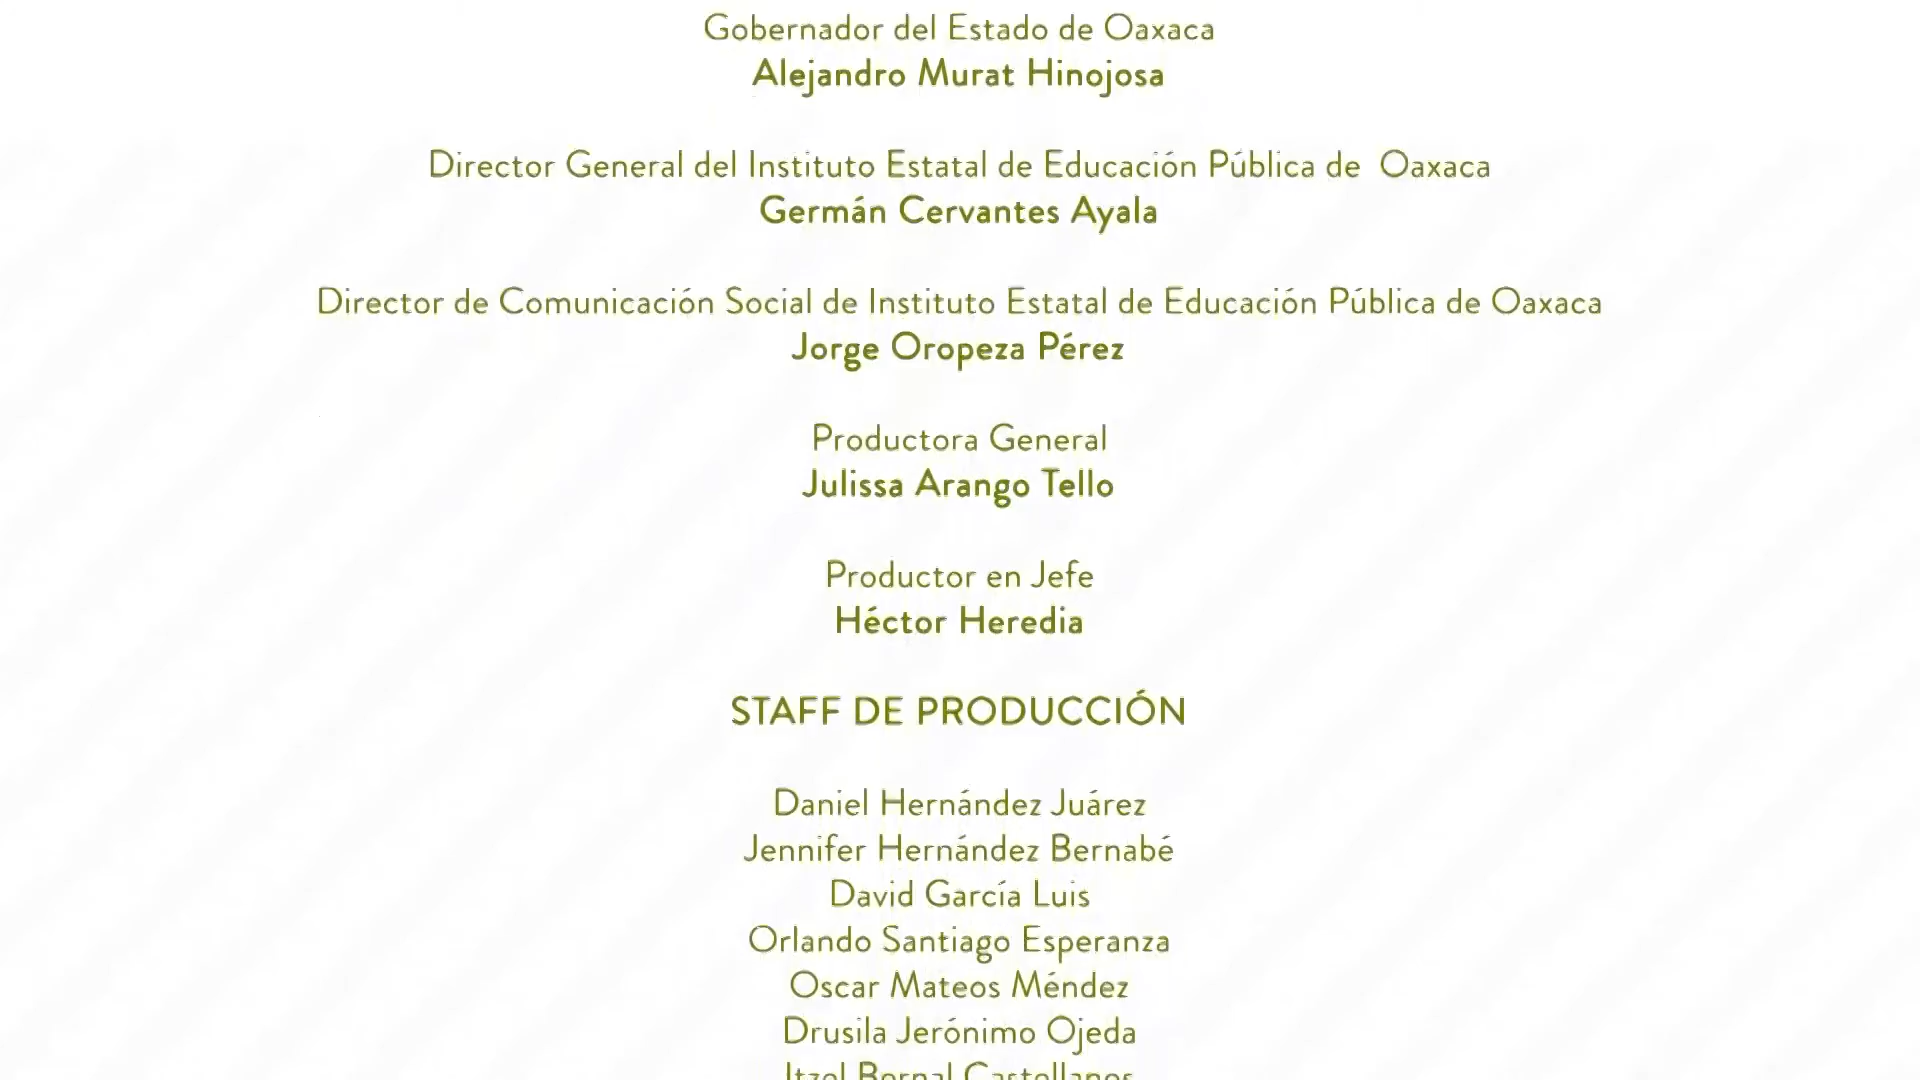 Gobernador del Estado de Oaxaca
Alejandro Murat Hinojosa
Director General del Instituto Estatal de Educación Pública de  Oaxaca
Germán Cervantes Ayala
Director de Comunicación Social de Instituto Estatal de Educación Pública de Oaxaca
Jorge Oropeza Pérez
Productora General
Julissa Arango Tello
Productor en Jefe
Héctor Heredia
STAFF DE PRODUCCIÓN
Daniel Hernández Juárez
Jennifer Hernández Bernabé
David García Luis
Orlando Santiago Esperanza
Oscar Mateos Méndez
Drusila Jerónimo Ojeda
Itzel Bernal Castellanos